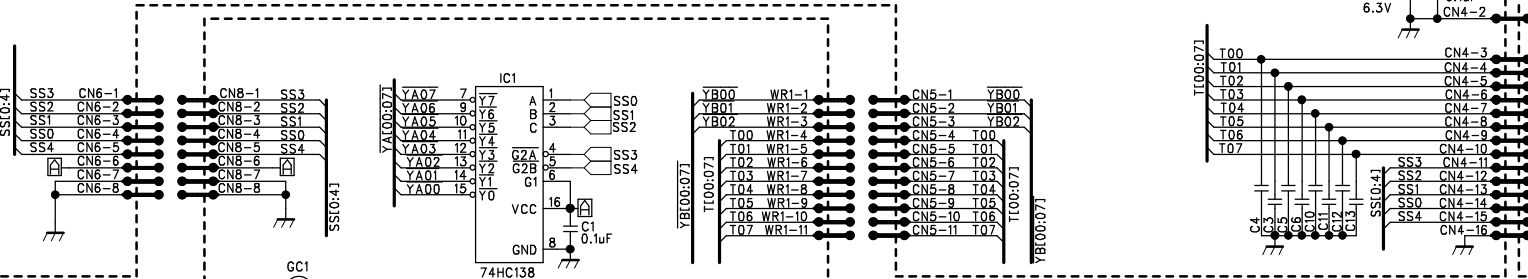 6.3V
CN4-2
SS[0:4]
SS3 CN6-1
SS2 CN6-2
SS1 CN6-3
SS0 CN6-4
SS4 CN6-5
A CN6-6
CN6-7
CN6-8
CN8-1 SS3
CN8-2 SS2
CN8-3 SS1
CN8-4 SS0
CN8-5 SS4
CN8-6 A
CN8-7
CN8-8
SS[0:4]
GC1
YA[00:07]
YA07 7
YA06 9
YA05 10
YA04 11
YA03 12
YA02 13
YA01 14
YA00 15
IC1
Y7
Y6
Y5
Y4
Y3
Y2
Y1
Y0
A 1 SS0
B 2 SS1
C 3 SS2
G2A 4 SS3
G2B 5 SS4
G1 6
VCC 16 A
C1
0.1uF
GND 8
74HC138
YB[00:07]
T[00:07]
YB00 WR1-1
YB01 WR1-2
YB02 WR1-3
T00 WR1-4
T01 WR1-5
T02 WR1-6
T03 WR1-7
T04 WR1-8
T05 WR1-9
T06 WR1-10
T07 WR1-11
CN5-1 YB00
CN5-2 YB01
CN5-3 YB02
CN5-4 T00
CN5-5 T01
CN5-6 T02
CN5-7 T03
CN5-8 T04
CN5-9 T05
CN5-10 T06
CN5-11 T07
T[00:07]
YB[00:07]
T[00:07]
T00 CN4-3
T01 CN4-4
T02 CN4-5
T03 CN4-6
T04 CN4-7
T05 CN4-8
T06 CN4-9
T07 CN4-10
C4
C3
C5
C6
C10
C11
C12
C13
SS[0:4]
SS3 CN4-11
SS2 CN4-12
SS1 CN4-13
SS0 CN4-14
SS4 CN4-15
CN4-16